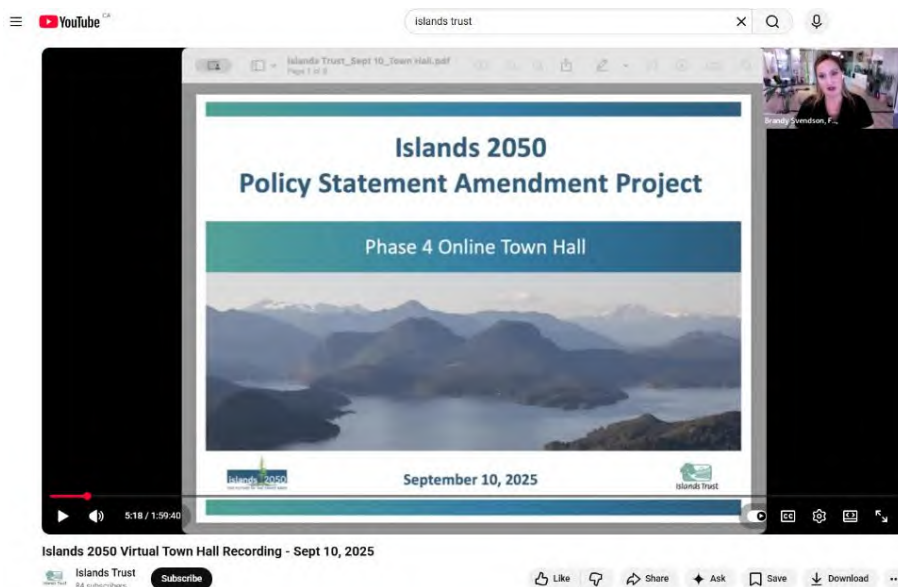 YouTube CA
islands trust
Islands Trust_Sept 10_Town Hall.pdf
Page 1 of 8
Brandy Svendson, F...
Islands 2050
Policy Statement Amendment Project
Phase 4 Online Town Hall
islands 2050
September 10, 2025
Islands Trust
5:18 / 1:59:40
CC
Islands 2050 Virtual Town Hall Recording - Sept 10, 2025
Islands Trust
84 subscribers
Subscribe
Like
Share
Ask
Save
Download